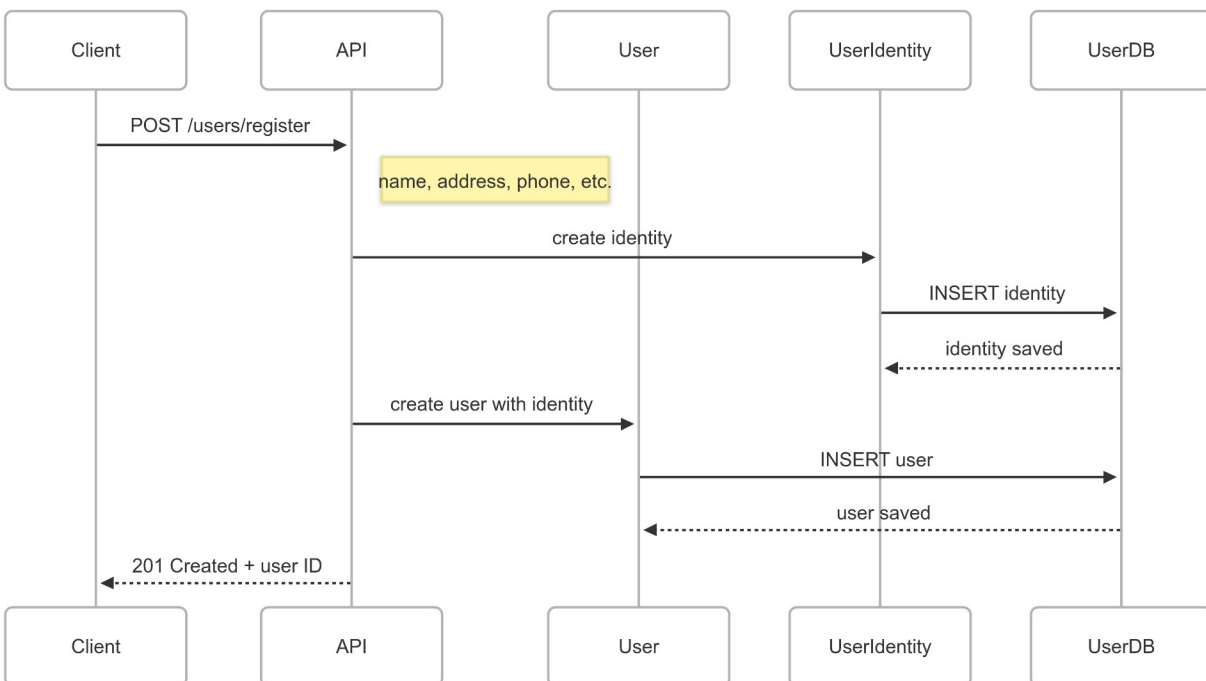 Client
API
User
UserIdentity
UserDB
POST /users/register
name, address, phone, etc.
create identity
INSERT identity
identity saved
create user with identity
INSERT user
user saved
201 Created + user ID
Client
API
User
UserIdentity
UserDB